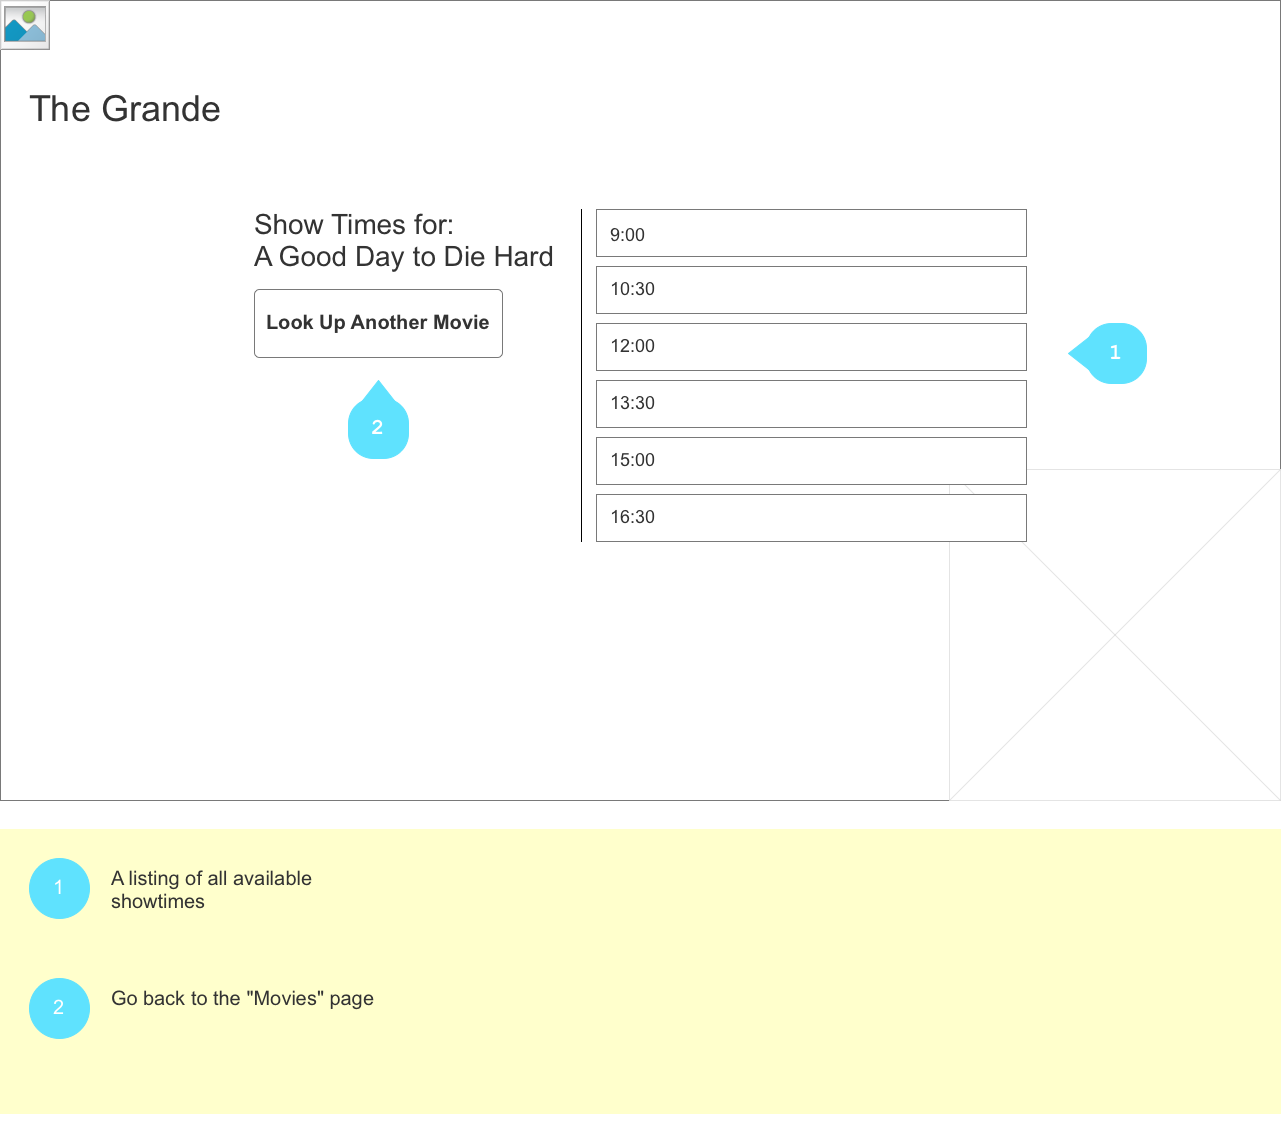 The Grande
Show Times for:
A Good Day to Die Hard
Look Up Another Movie
2
9:00
10:30
12:00
13:30
15:00
16:30
1
1
A listing of all available
showtimes
2
Go back to the "Movies" page